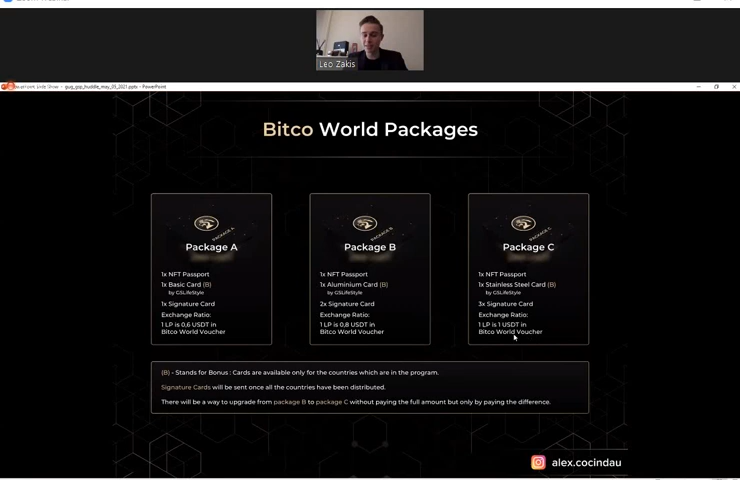 Leo Zakis
gug_gsp_huddle_may_03_2021.pptx - PowerPoint
Bitco World Packages
PACKAGE A
Package A
1x NFT Passport
1x Basic Card (B)
by GSLifeStyle
1x Signature Card
Exchange Ratio:
1 LP is 0,6 USDT in
Bitco World Voucher
PACKAGE B
Package B
1x NFT Passport
1x Aluminium Card (B)
by GSLifeStyle
2x Signature Card
Exchange Ratio:
1 LP is 0,8 USDT in
Bitco World Voucher
PACKAGE C
Package C
1x NFT Passport
1x Stainless Steel Card (B)
by GSLifeStyle
3x Signature Card
Exchange Ratio:
1 LP is 1 USDT in
Bitco World Voucher
(B) - Stands for Bonus : Cards are available only for the countries which are in the program.
Signature Cards will be sent once all the countries have been distributed.
There will be a way to upgrade from package B to package C without paying the full amount but only by paying the difference.
alex.cocindau